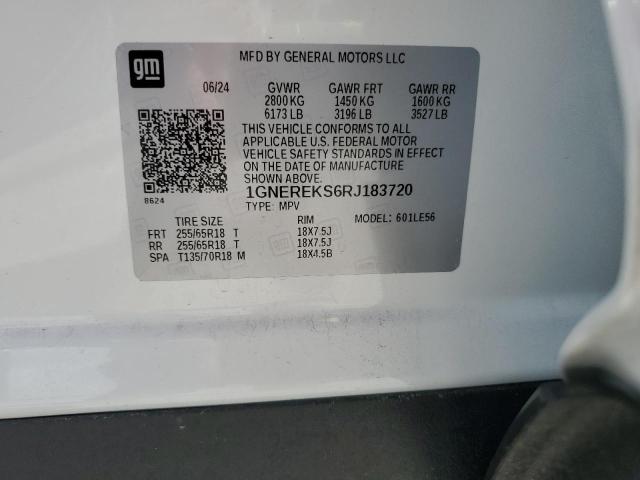 gm
MFD BY GENERAL MOTORS LLC
06/24 GVWR GAWR FRT GAWR RR
2800 KG 1450 KG 1600 KG
6173 LB 3196 LB 3527 LB
THIS VEHICLE CONFORMS TO ALL
APPLICABLE U.S. FEDERAL MOTOR
VEHICLE SAFETY STANDARDS IN EFFECT
ON THE DATE OF MANUFACTURE
SHOWN ABOVE.
8624
1GNEREKS6RJ183720
TYPE: MPV
TIRE SIZE RIM MODEL: 601LE56
FRT 255/65R18 T 18X7.5J
RR 255/65R18 T 18X7.5J
SPA T135/70R18 M 18X4.5B